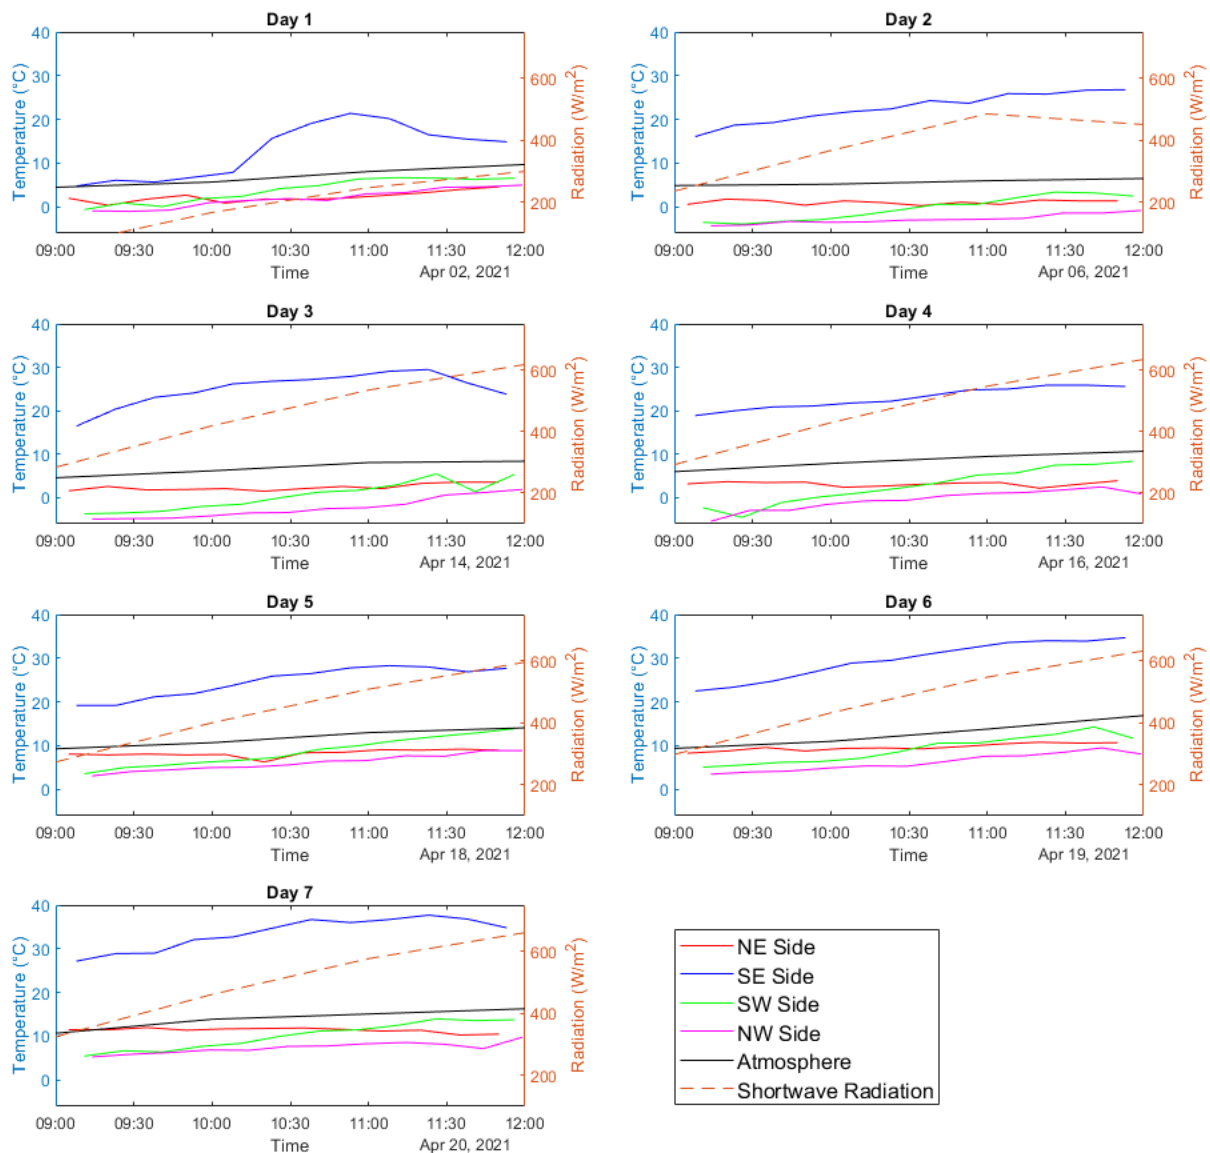 Day 1
Temperature (°C)
40
30
20
10
0
Radiation (W/m²)
600
400
200
09:00 09:30 10:00 10:30 11:00 11:30 12:00
Time
Apr 02, 2021
Day 2
Temperature (°C)
40
30
20
10
0
Radiation (W/m²)
600
400
200
09:00 09:30 10:00 10:30 11:00 11:30 12:00
Time
Apr 06, 2021
Day 3
Temperature (°C)
40
30
20
10
0
Radiation (W/m²)
600
400
200
09:00 09:30 10:00 10:30 11:00 11:30 12:00
Time
Apr 14, 2021
Day 4
Temperature (°C)
40
30
20
10
0
Radiation (W/m²)
600
400
200
09:00 09:30 10:00 10:30 11:00 11:30 12:00
Time
Apr 16, 2021
Day 5
Temperature (°C)
40
30
20
10
0
Radiation (W/m²)
600
400
200
09:00 09:30 10:00 10:30 11:00 11:30 12:00
Time
Apr 18, 2021
Day 6
Temperature (°C)
40
30
20
10
0
Radiation (W/m²)
600
400
200
09:00 09:30 10:00 10:30 11:00 11:30 12:00
Time
Apr 19, 2021
Day 7
Temperature (°C)
40
30
20
10
0
Radiation (W/m²)
600
400
200
09:00 09:30 10:00 10:30 11:00 11:30 12:00
Time
Apr 20, 2021
NE Side
SE Side
SW Side
NW Side
Atmosphere
Shortwave Radiation